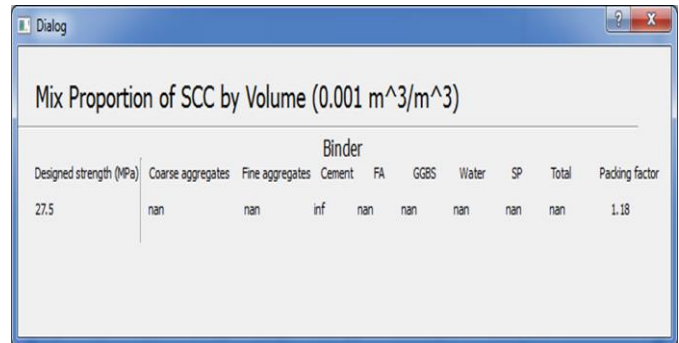 Dialog
Mix Proportion of SCC by Volume (0.001 m^3/m^3)
Binder
Designed strength (MPa) Coarse aggregates Fine aggregates Cement FA GGBS Water SP Total Packing factor
27.5 nan nan inf nan nan nan nan nan 1.18